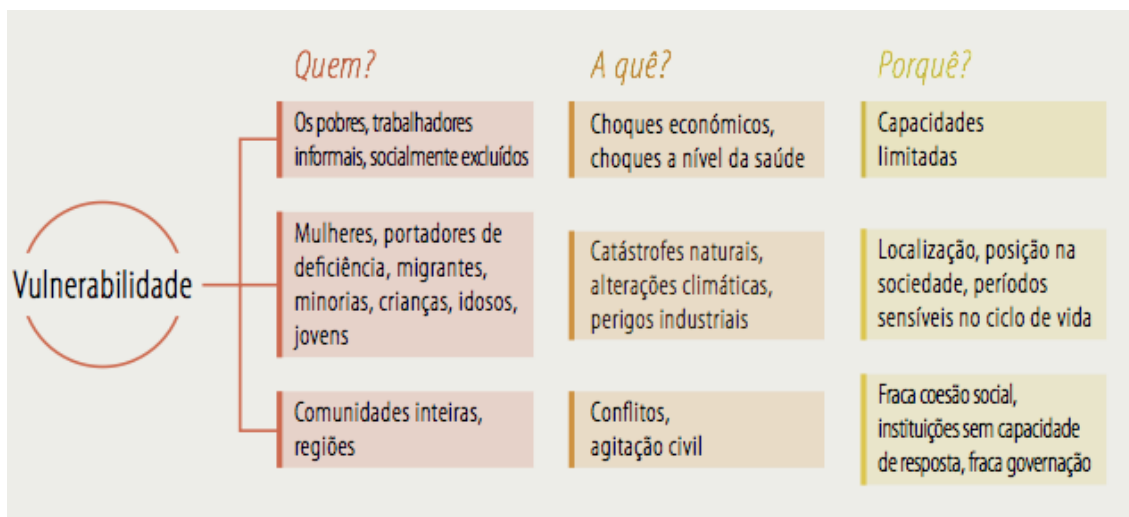 Quem?
A quê?
Porquê?
Os pobres, trabalhadores
informais, socialmente excluídos
Choques económicos,
choques a nível da saúde
Capacidades
limitadas
Vulnerabilidade
Mulheres, portadores de
deficiência, migrantes,
minorias, crianças, idosos,
jovens
Catástrofes naturais,
alterações climáticas,
perigos industriais
Localização, posição na
sociedade, períodos
sensíveis no ciclo de vida
Comunidades inteiras,
regiões
Conflitos,
agitação civil
Fraca coesão social,
instituições sem capacidade
de resposta, fraca governação